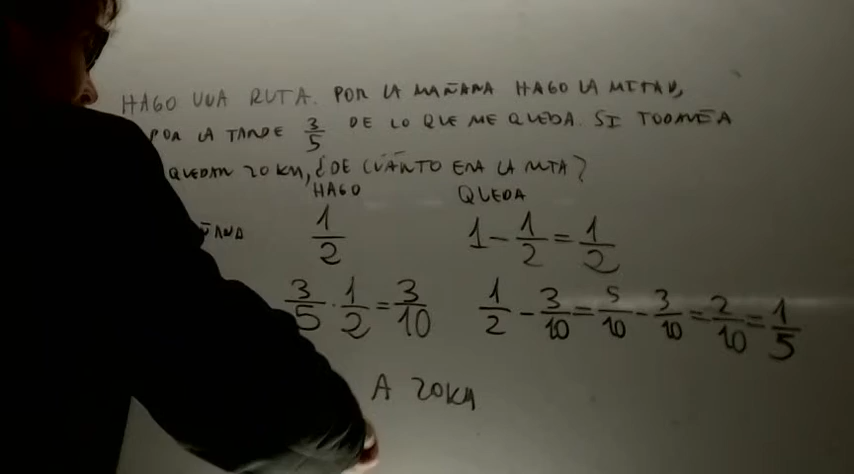 HAGO UNA RUTA. POR LA MAÑANA HAGO LA MITAD,
POR LA TARDE 3/5 DE LO QUE ME QUEDA. SI TODAVÍA
QUEDAN 20 KM, ¿DE CUÁNTO ERA LA RUTA?
HAGO QUEDA
ÑANA 1/2 1 - 1/2 = 1/2
3/5 · 1/2 = 3/10 1/2 - 3/10 = 5/10 - 3/10 = 2/10 = 1/5
A 20KM